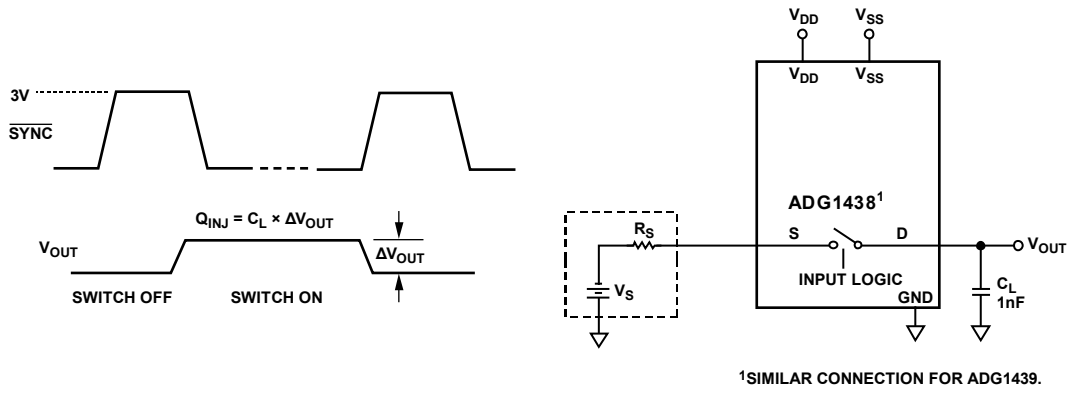 3V
SYNC
Q_INJ = C_L × ΔV_OUT
V_OUT
ΔV_OUT
SWITCH OFF
SWITCH ON
V_DD
V_SS
V_DD
V_SS
ADG1438¹
R_S
S
D
V_OUT
INPUT LOGIC
V_S
GND
C_L
1nF
¹SIMILAR CONNECTION FOR ADG1439.